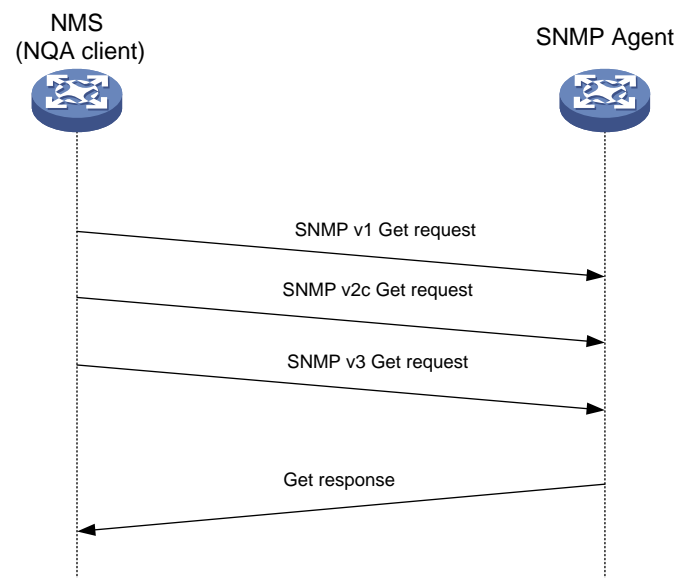 NMS
(NQA client)
SNMP Agent
SNMP v1 Get request
SNMP v2c Get request
SNMP v3 Get request
Get response